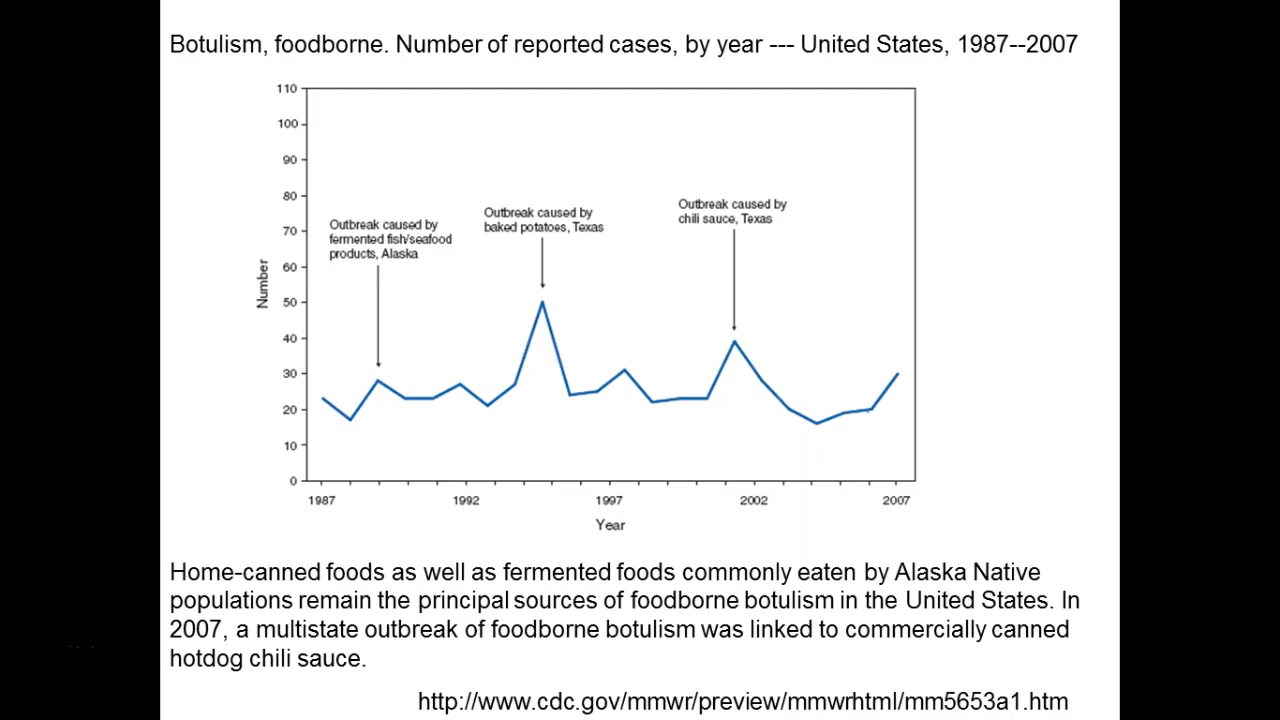 Botulism, foodborne. Number of reported cases, by year --- United States, 1987--2007
110
100
90
80
70
60
50
40
30
20
10
0
Number
Outbreak caused by
fermented fish/seafood
products, Alaska
Outbreak caused by
baked potatoes, Texas
Outbreak caused by
chili sauce, Texas
1987 1992 1997 2002 2007
Year
Home-canned foods as well as fermented foods commonly eaten by Alaska Native
populations remain the principal sources of foodborne botulism in the United States. In
2007, a multistate outbreak of foodborne botulism was linked to commercially canned
hotdog chili sauce.
http://www.cdc.gov/mmwr/preview/mmwrhtml/mm5653a1.htm